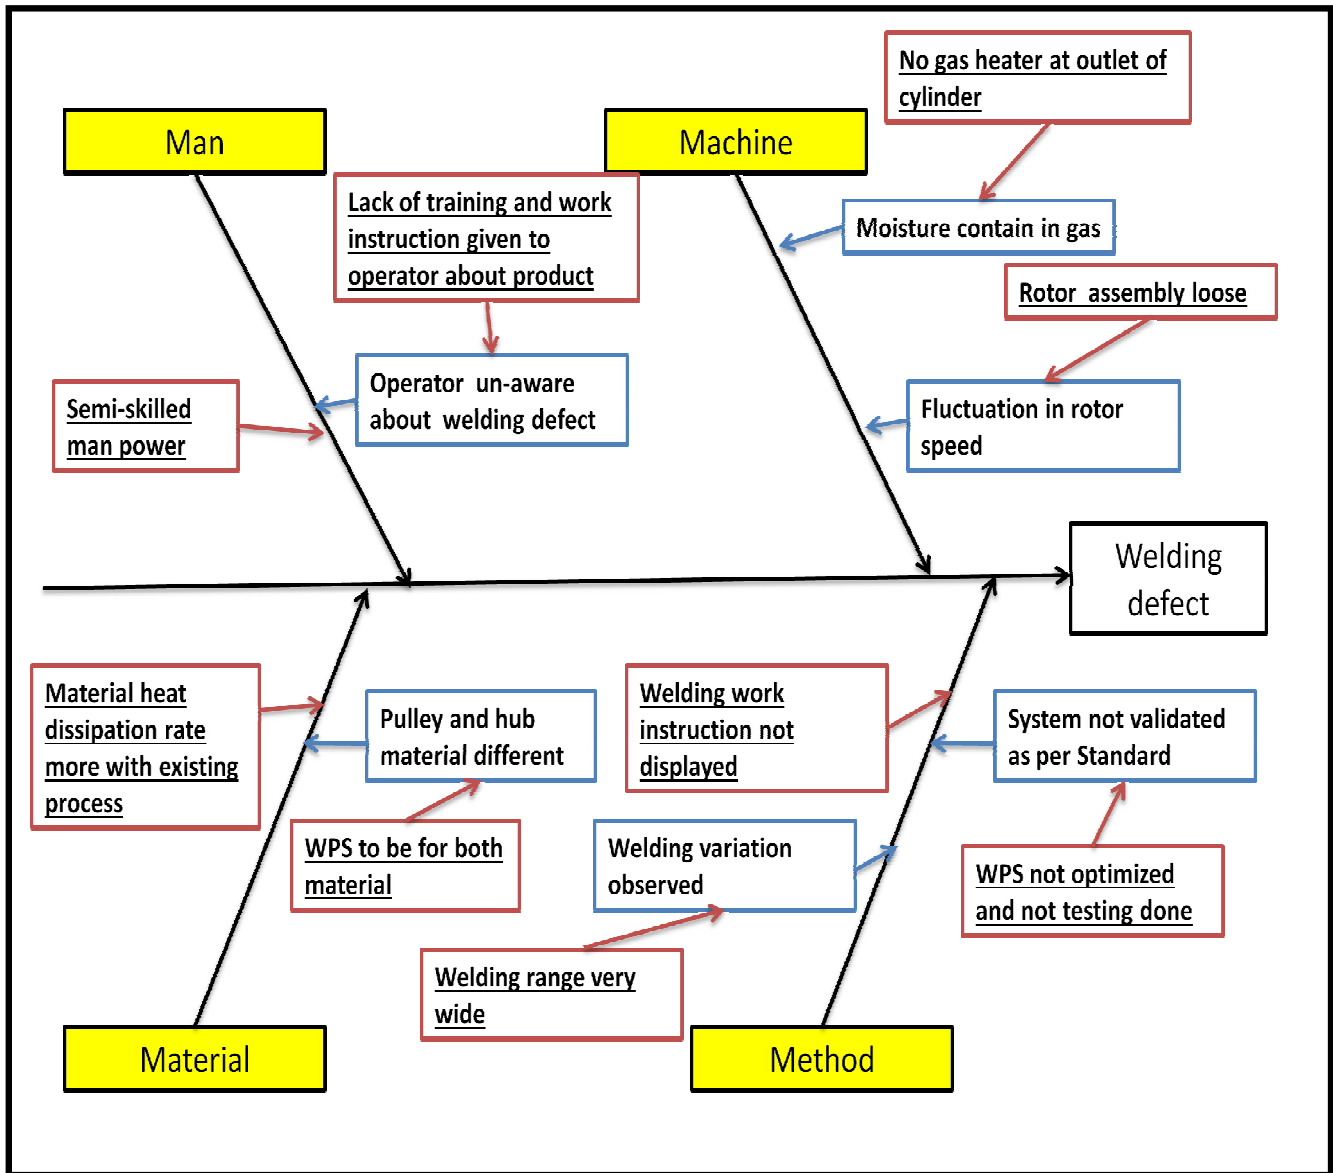 No gas heater at outlet of
cylinder
Man
Machine
Lack of training and work
instruction given to
operator about product
Moisture contain in gas
Rotor assembly loose
Operator un-aware
about welding defect
Semi-skilled
man power
Fluctuation in rotor
speed
Welding
defect
Material heat
dissipation rate
more with existing
process
Pulley and hub
material different
Welding work
instruction not
displayed
System not validated
as per Standard
WPS to be for both
material
Welding variation
observed
WPS not optimized
and not testing done
Welding range very
wide
Material
Method